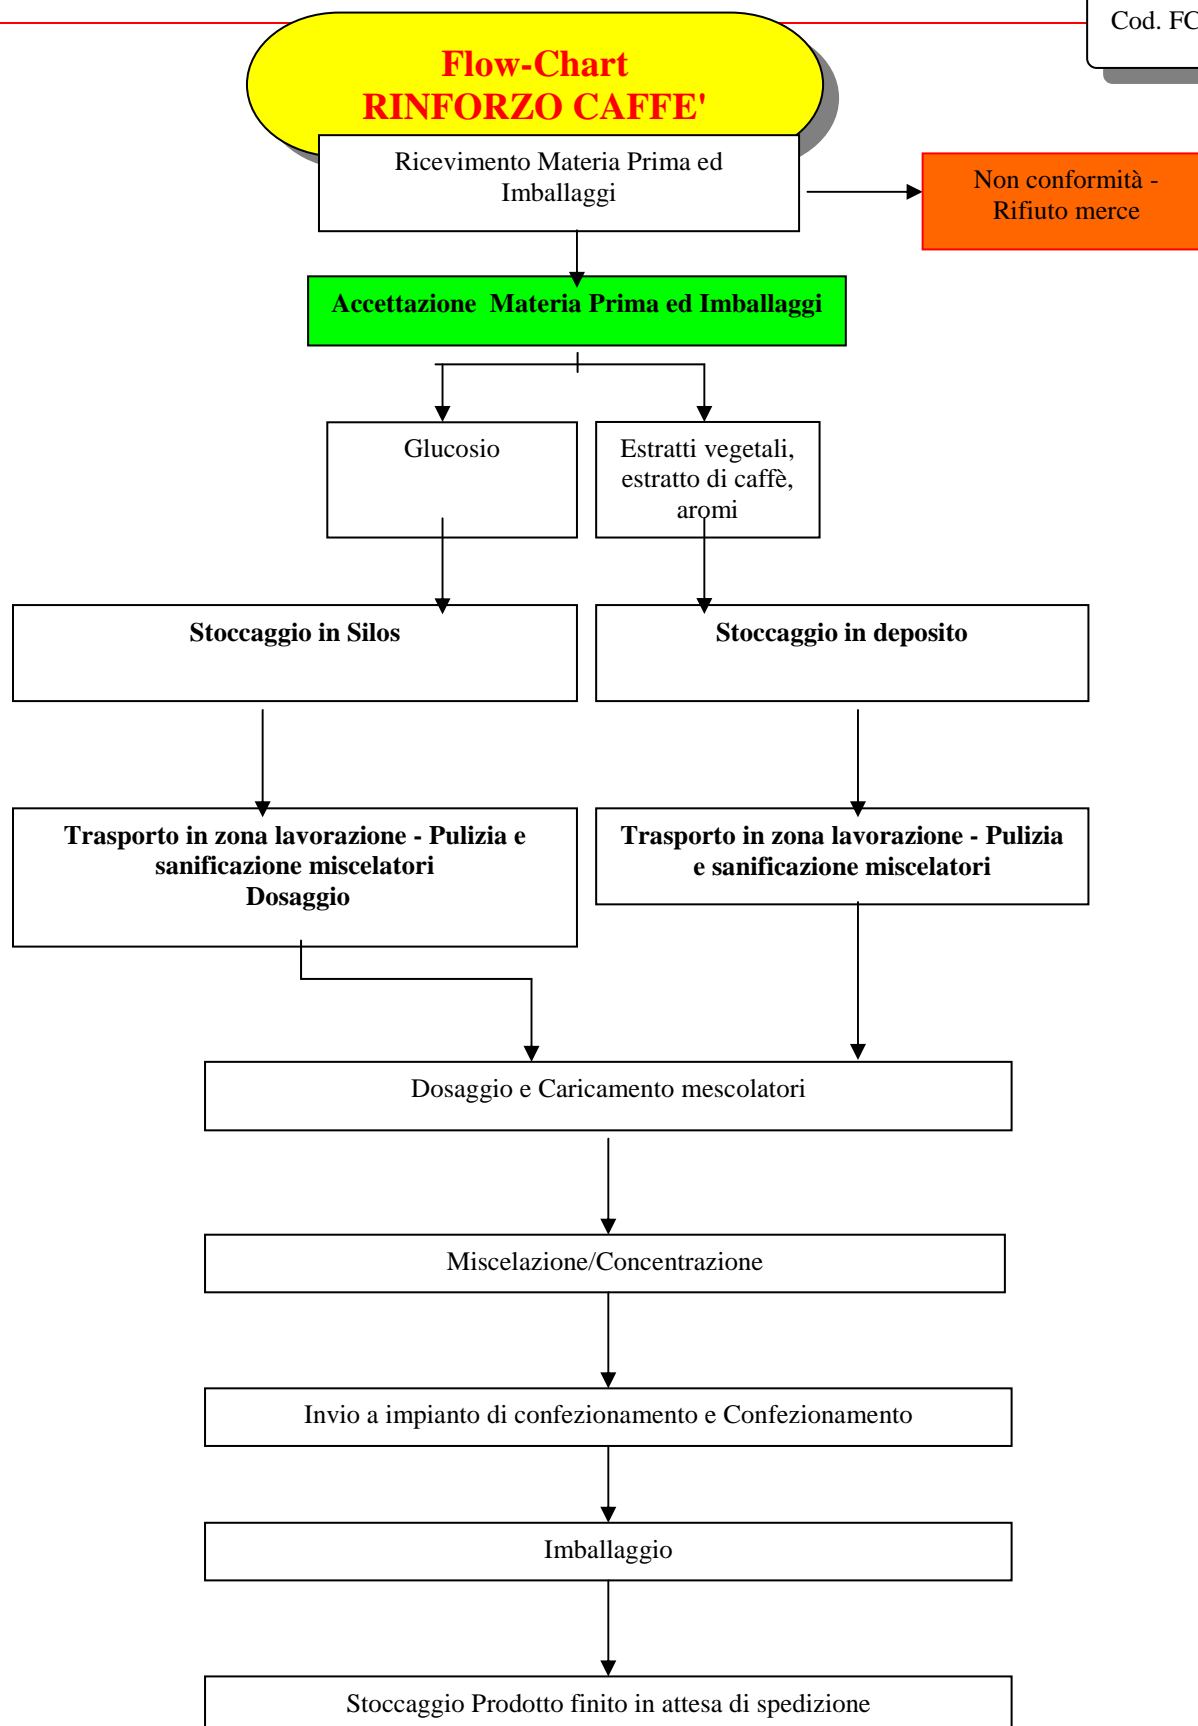 Cod. FC
Flow-Chart
RINFORZO CAFFE'
Ricevimento Materia Prima ed
Imballaggi
Non conformità -
Rifiuto merce
Accettazione  Materia Prima ed Imballaggi
Glucosio
Estratti vegetali,
estratto di caffè,
aromi
Stoccaggio in Silos
Stoccaggio in deposito
Trasporto in zona lavorazione - Pulizia e
sanificazione miscelatori
Dosaggio
Trasporto in zona lavorazione - Pulizia
e sanificazione miscelatori
Dosaggio e Caricamento mescolatori
Miscelazione/Concentrazione
Invio a impianto di confezionamento e Confezionamento
Imballaggio
Stoccaggio Prodotto finito in attesa di spedizione